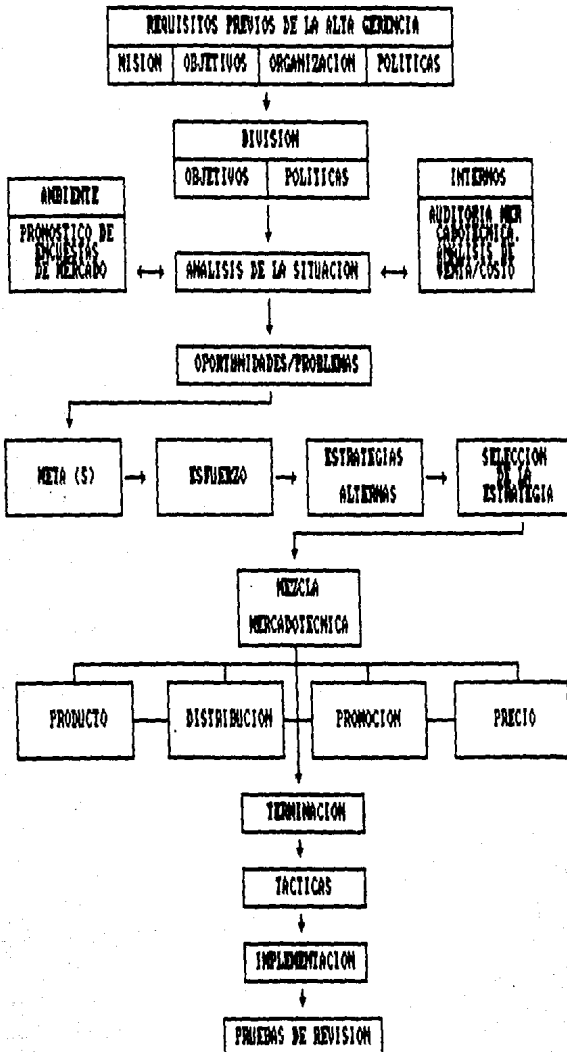 REQUISITOS PREVIOS DE LA ALTA GERENCIA
MISION OBJETIVOS ORGANIZACION POLITICAS
DIVISION
OBJETIVOS POLITICAS
AMBIENTE
PRONOSTICO DE
ENCUESTAS
DE MERCADO
ANALISIS DE LA SITUACION
INTERNOS
AUDITORIA MER
CADOTECNICA,
ANALISIS DE
VENTA/COSTO
OPORTUNIDADES/PROBLEMAS
META (S)
ESFUERZO
ESTRATEGIAS
ALTERNAS
SELECCION
DE LA
ESTRATEGIA
MEZCLA
MERCADOTECNICA
PRODUCTO
DISTRIBUCION
PROMOCION
PRECIO
TERMINACION
TACTICAS
IMPLEMENTACION
PRUEBAS DE REVISION